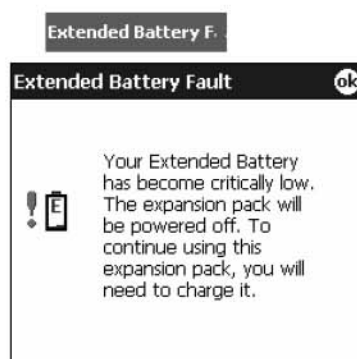 Extended Battery F. .
Extended Battery Fault ok
E
Your Extended Battery
has become critically low.
The expansion pack will
be powered off. To
continue using this
expansion pack, you will
need to charge it.